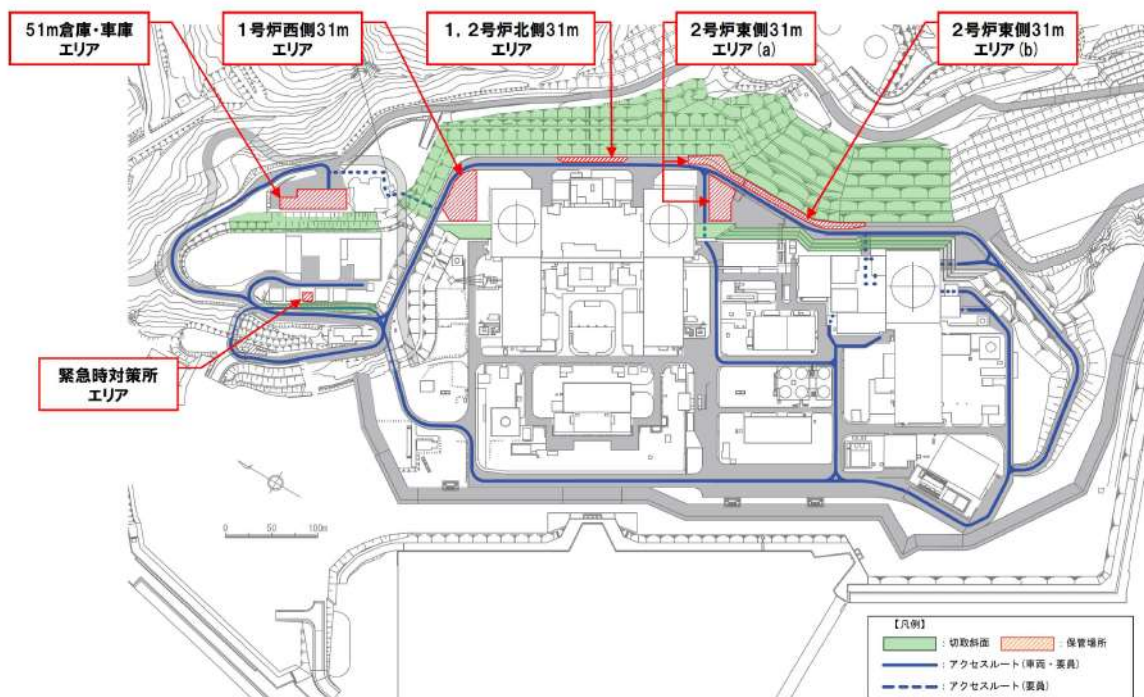 51m倉庫・車庫
エリア
1号炉西側31m
エリア
1，2号炉北側31m
エリア
2号炉東側31m
エリア(a)
2号炉東側31m
エリア(b)
緊急時対策所
エリア
0 50 100m
【凡例】
：切取斜面
：保管場所
：アクセスルート(車両・要員)
：アクセスルート(要員)